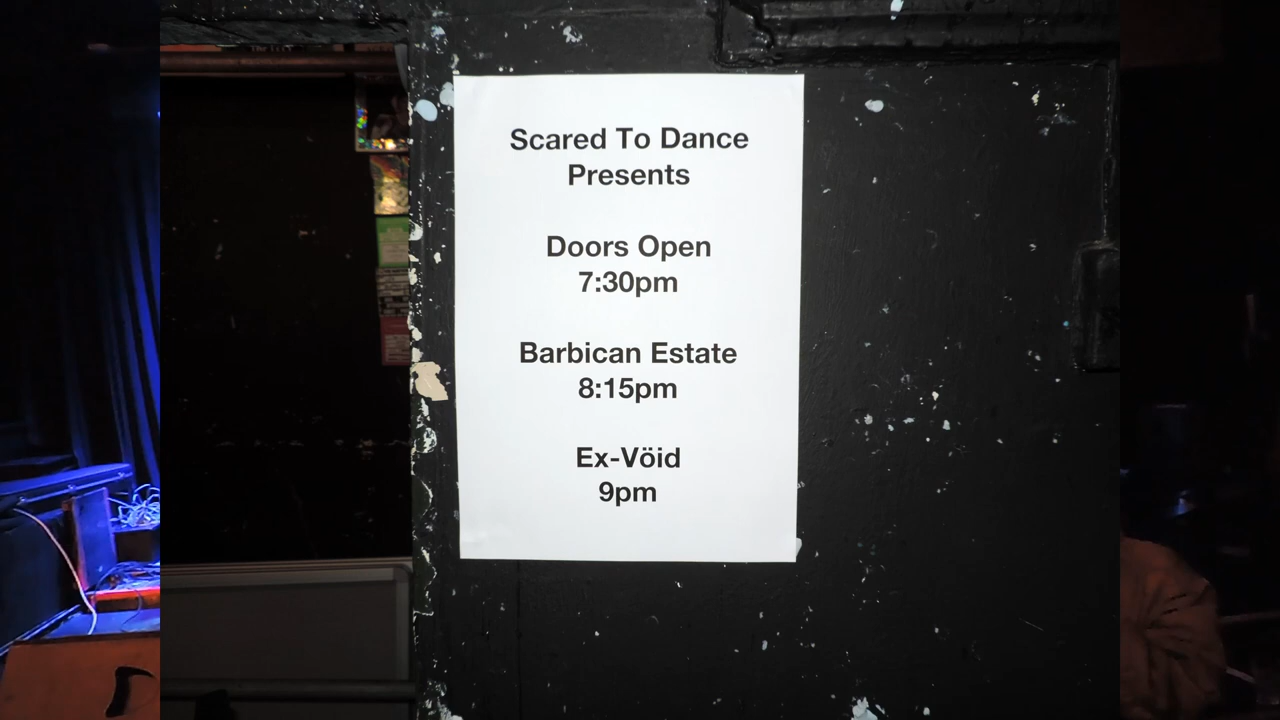 Scared To Dance
Presents
Doors Open
7:30pm
Barbican Estate
8:15pm
Ex-Vöid
9pm